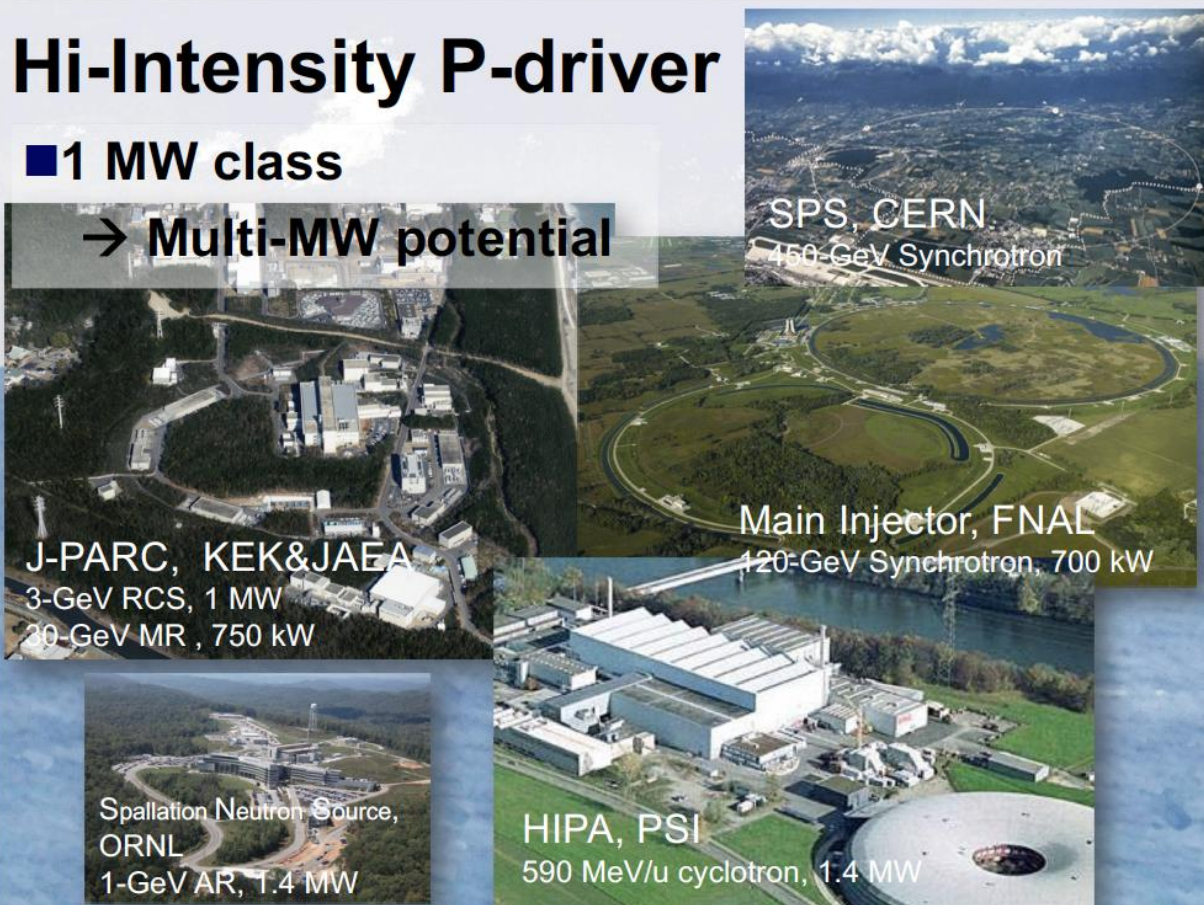 Hi-Intensity P-driver
■1 MW class
→ Multi-MW potential
SPS, CERN
450-GeV Synchrotron
Main Injector, FNAL
120-GeV Synchrotron, 700 kW
J-PARC, KEK&JAEA
3-GeV RCS, 1 MW
30-GeV MR , 750 kW
Spallation Neutron Source,
ORNL
1-GeV AR, 1.4 MW
HIPA, PSI
590 MeV/u cyclotron, 1.4 MW